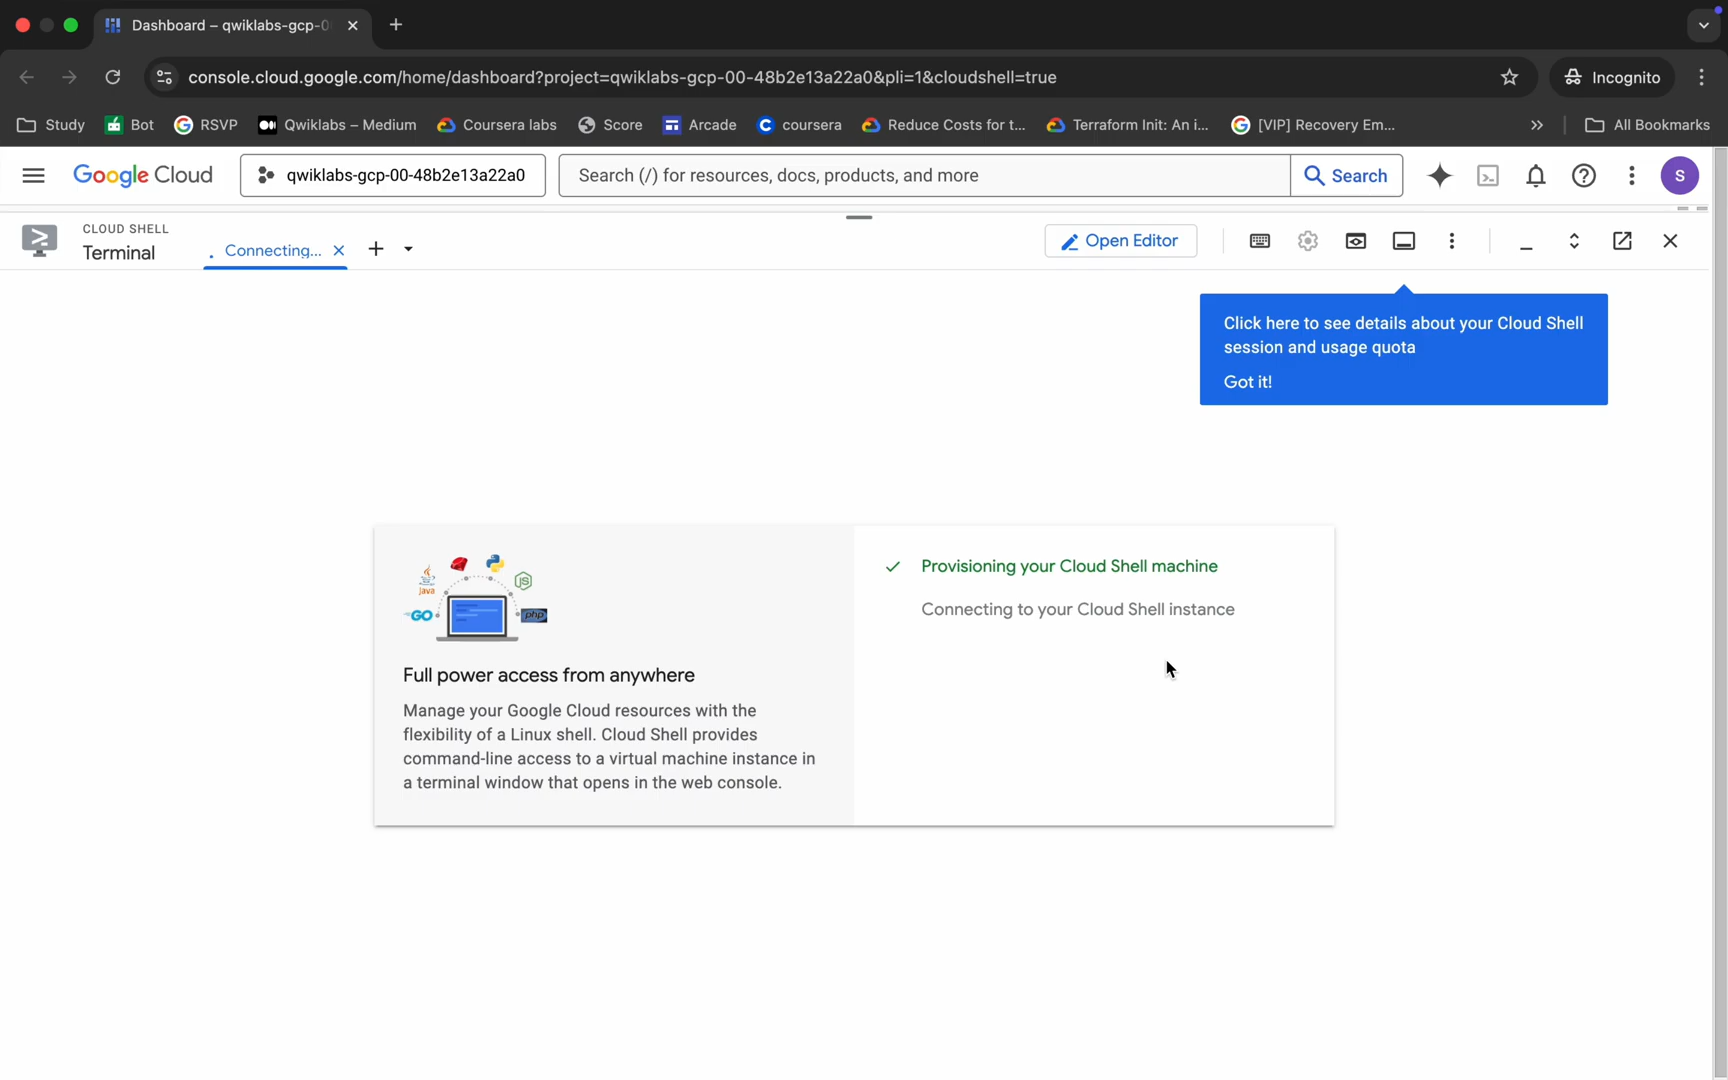 Dashboard – qwiklabs-gcp-0
console.cloud.google.com/home/dashboard?project=qwiklabs-gcp-00-48b2e13a22a0&pli=1&cloudshell=true
Incognito
Study
Bot
RSVP
Qwiklabs – Medium
Coursera labs
Score
Arcade
coursera
Reduce Costs for t...
Terraform Init: An i...
[VIP] Recovery Em...
All Bookmarks
Google Cloud
qwiklabs-gcp-00-48b2e13a22a0
Search (/) for resources, docs, products, and more
Search
S
CLOUD SHELL
Terminal
Connecting...
Open Editor
Click here to see details about your Cloud Shell
session and usage quota
Got it!
Java
JS
GO
php
Full power access from anywhere
Manage your Google Cloud resources with the
flexibility of a Linux shell. Cloud Shell provides
command-line access to a virtual machine instance in
a terminal window that opens in the web console.
Provisioning your Cloud Shell machine
Connecting to your Cloud Shell instance